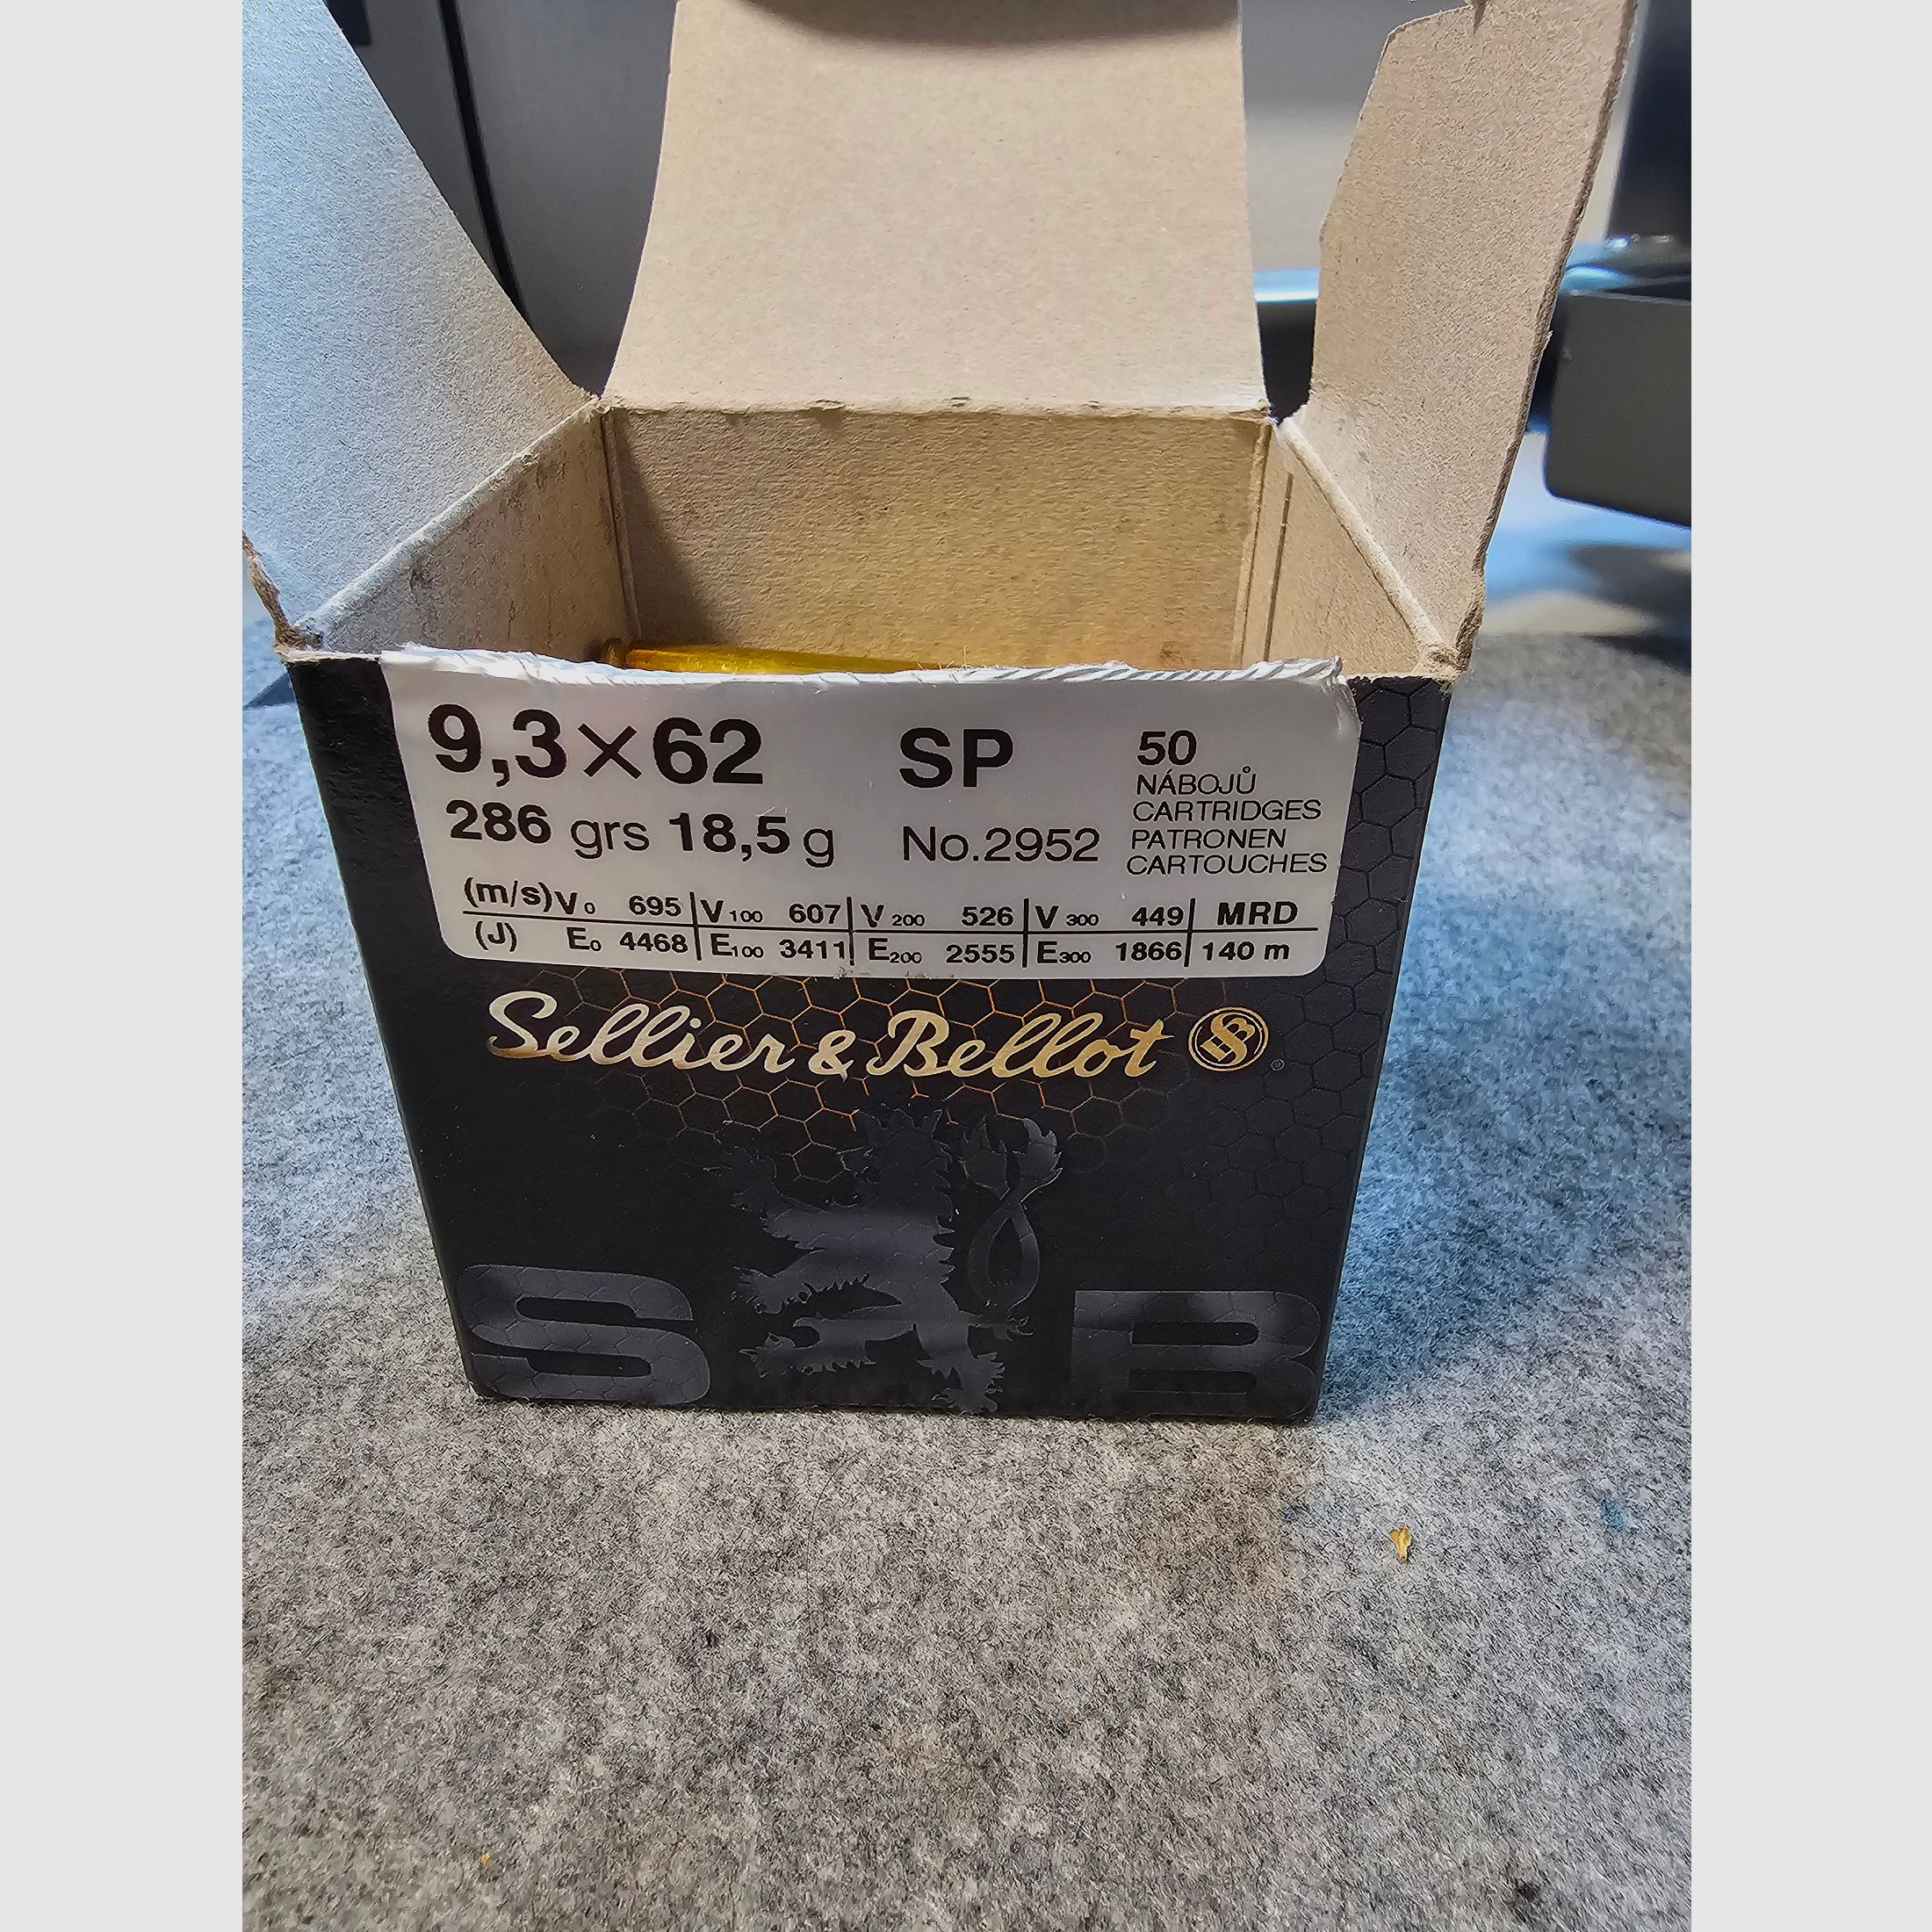 9,3×62 SP 50
NÁBOJŮ
CARTRIDGES
286 grs 18,5 g No.2952 PATRONEN
CARTOUCHES
(m/s) V0 695 V100 607 V200 526 V300 449 MRD
(J) E0 4468 E100 3411 E200 2555 E300 1866 140 m
Sellier & Bellot SB ®
S B